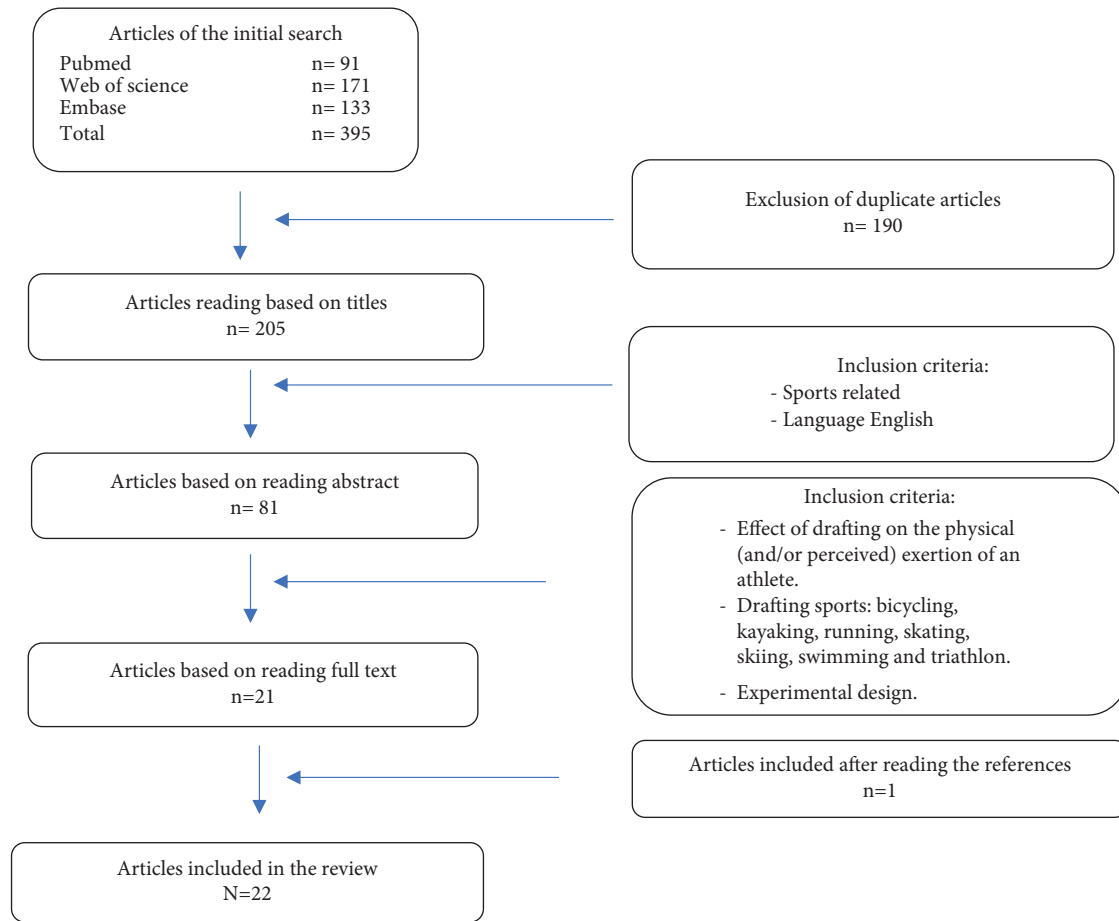 Articles of the initial search
Pubmed n= 91
Web of science n= 171
Embase n= 133
Total n= 395
Exclusion of duplicate articles
n= 190
Articles reading based on titles
n= 205
Inclusion criteria:
- Sports related
- Language English
Articles based on reading abstract
n= 81
Inclusion criteria:
- Effect of drafting on the physical
(and/or perceived) exertion of an
athlete.
- Drafting sports: bicycling,
kayaking, running, skating,
skiing, swimming and triathlon.
- Experimental design.
Articles based on reading full text
n=21
Articles included after reading the references
n=1
Articles included in the review
N=22